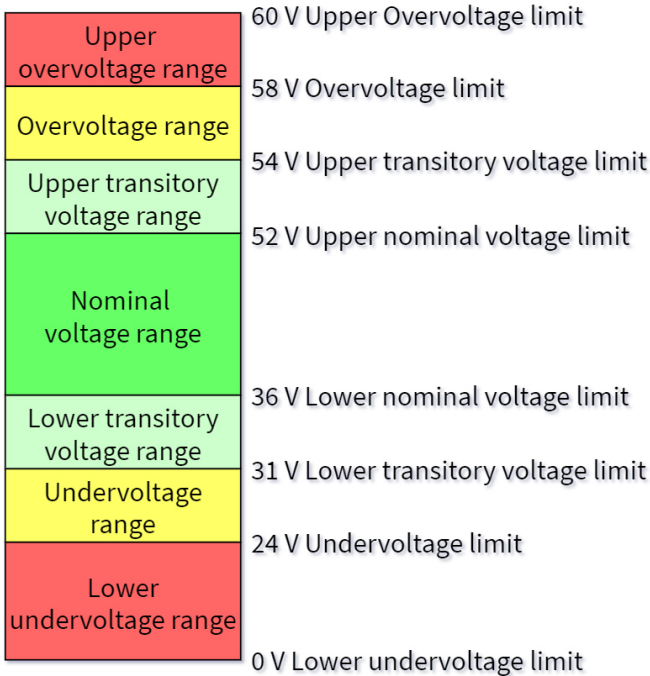 60 V Upper Overvoltage limit
Upper
overvoltage range
58 V Overvoltage limit
Overvoltage range
54 V Upper transitory voltage limit
Upper transitory
voltage range
52 V Upper nominal voltage limit
Nominal
voltage range
36 V Lower nominal voltage limit
Lower transitory
voltage range
31 V Lower transitory voltage limit
Undervoltage
range
24 V Undervoltage limit
Lower
undervoltage range
0 V Lower undervoltage limit